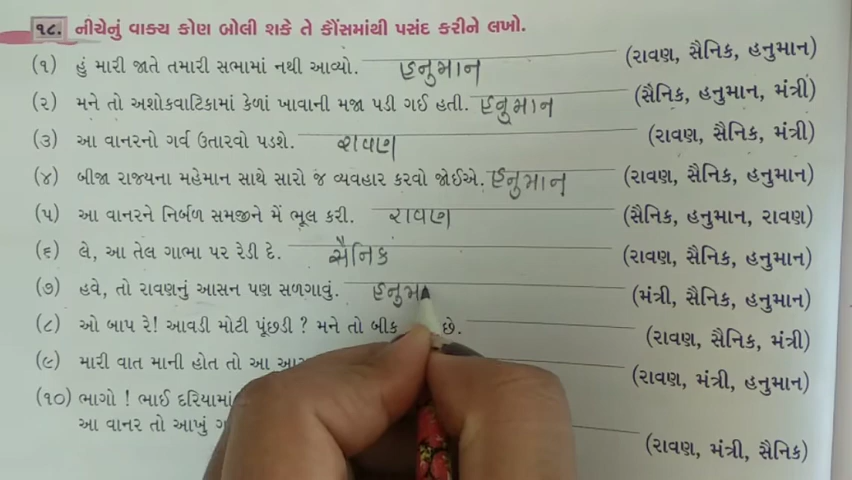 ૧૮. નીચેનું વાક્ય કોણ બોલી શકે તે કૌંસમાંથી પસંદ કરીને લખો.
(૧) હું મારી જાતે તમારી સભામાં નથી આવ્યો. હનુમાન (રાવણ, સૈનિક, હનુમાન)
(૨) મને તો અશોકવાટિકામાં કેળાં ખાવાની મજા પડી ગઈ હતી. હનુમાન (સૈનિક, હનુમાન, મંત્રી)
(૩) આ વાનરનો ગર્વ ઉતારવો પડશે. રાવણ (રાવણ, સૈનિક, મંત્રી)
(૪) બીજા રાજ્યના મહેમાન સાથે સારો જ વ્યવહાર કરવો જોઈએ. હનુમાન (રાવણ, સૈનિક, હનુમાન)
(૫) આ વાનરને નિર્બળ સમજીને મેં ભૂલ કરી. રાવણ (સૈનિક, હનુમાન, રાવણ)
(૬) લે, આ તેલ ગાભા પર રેડી દે. સૈનિક (રાવણ, સૈનિક, હનુમાન)
(૭) હવે, તો રાવણનું આસન પણ સળગાવું. હનુમા (મંત્રી, સૈનિક, હનુમાન)
(૮) ઓ બાપ રે! આવડી મોટી પૂંછડી ? મને તો બીક છે. (રાવણ, સૈનિક, મંત્રી)
(૯) મારી વાત માની હોત તો આ (રાવણ, મંત્રી, હનુમાન)
(૧૦) ભાગો ! ભાઈ દરિયામાં
આ વાનર તો આખું (રાવણ, મંત્રી, સૈનિક)